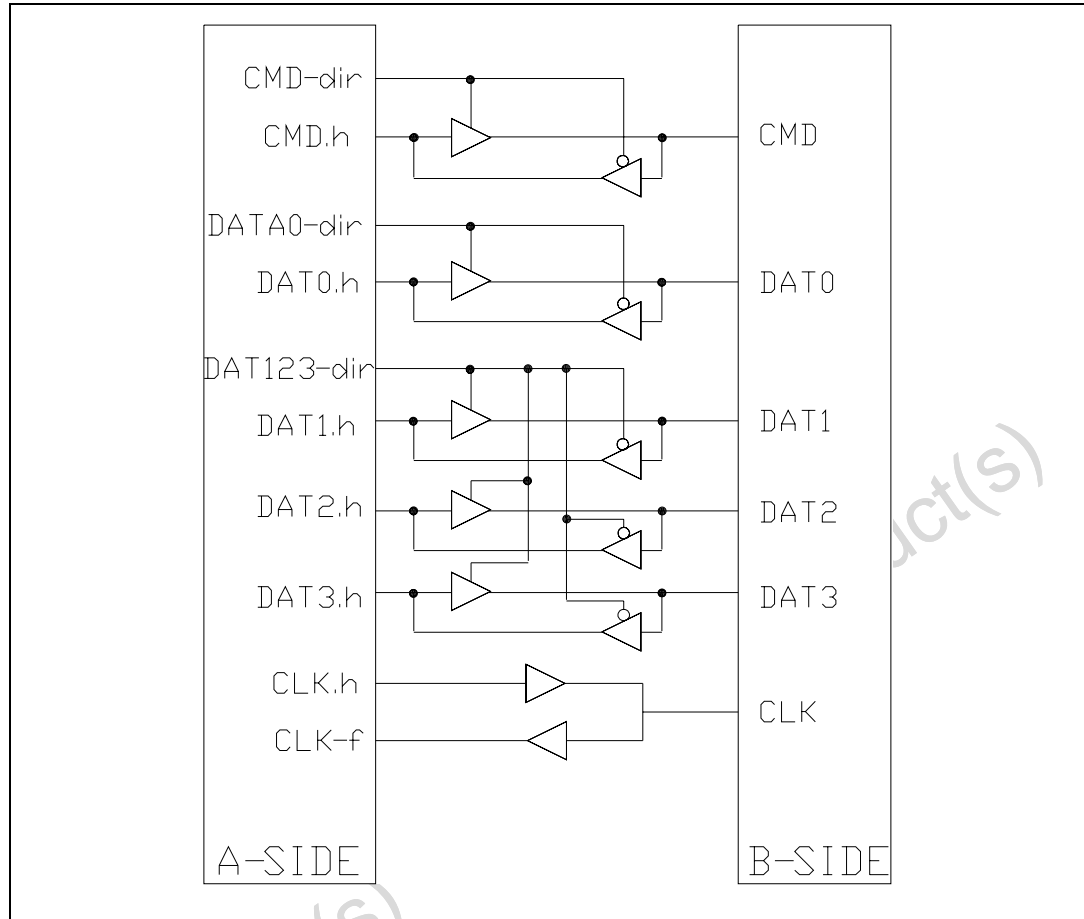 CMD-dir
CMD.h
CMD
DATA0-dir
DAT0.h
DAT0
DAT123-dir
DAT1.h
DAT1
DAT2.h
DAT2
DAT3.h
DAT3
CLK.h
CLK
CLK-f
A-SIDE
B-SIDE
uct(s)
(s)